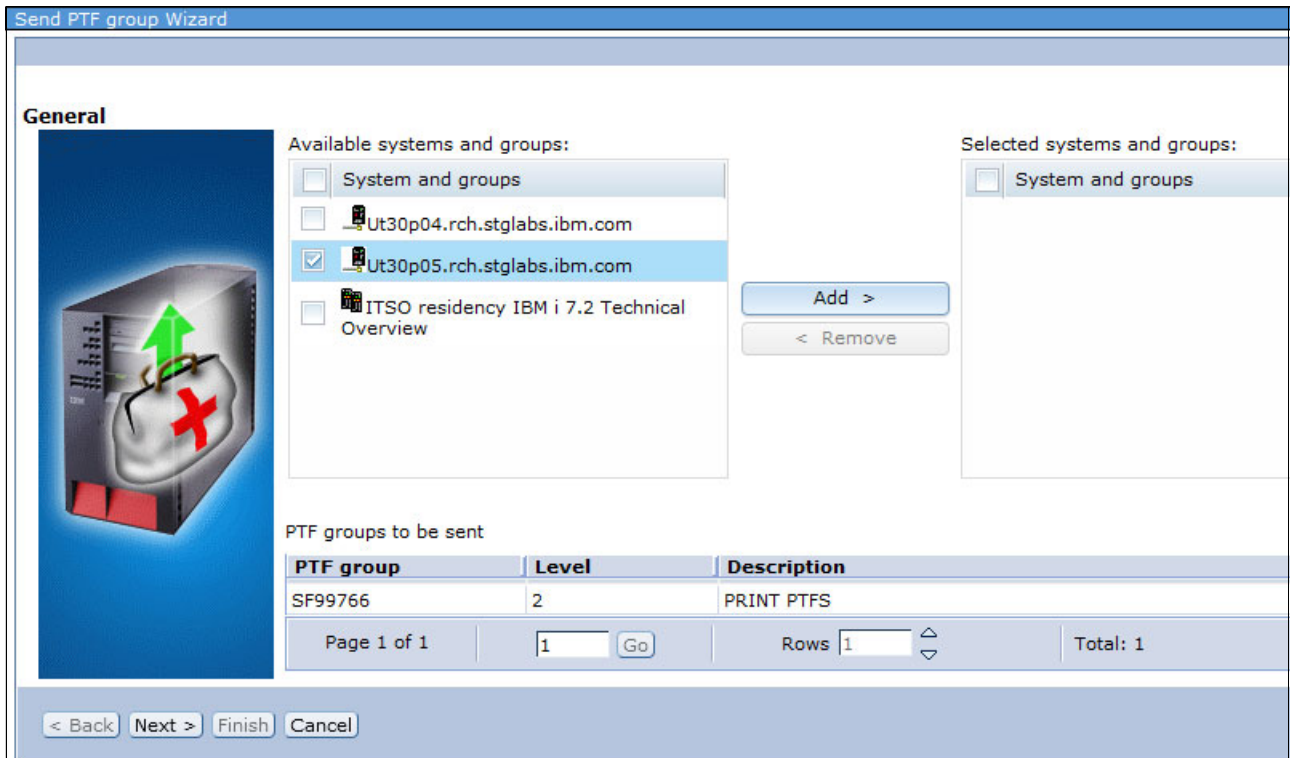 Send PTF group Wizard
General
Available systems and groups:
System and groups
Ut30p04.rch.stglabs.ibm.com
Ut30p05.rch.stglabs.ibm.com
ITSO residency IBM i 7.2 Technical
Overview
Add >
< Remove
Selected systems and groups:
System and groups
IBM
PTF groups to be sent
PTF group Level Description
SF99766 2 PRINT PTFS
Page 1 of 1 1 Go Rows 1 Total: 1
< Back Next > Finish Cancel